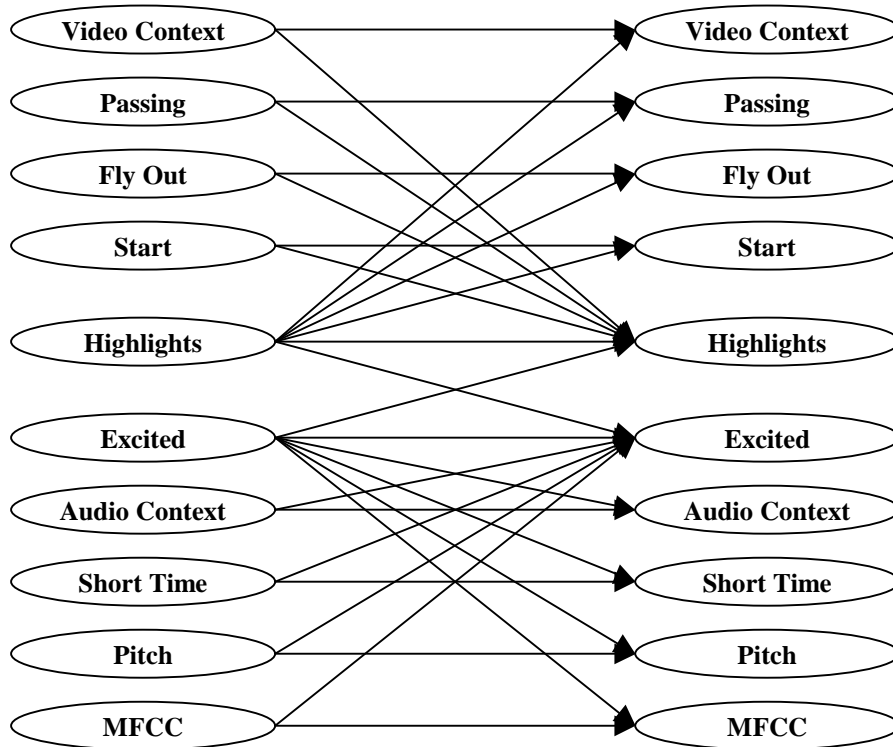 Video Context Video Context
Passing Passing
Fly Out Fly Out
Start Start
Highlights Highlights
Excited Excited
Audio Context Audio Context
Short Time Short Time
Pitch Pitch
MFCC MFCC